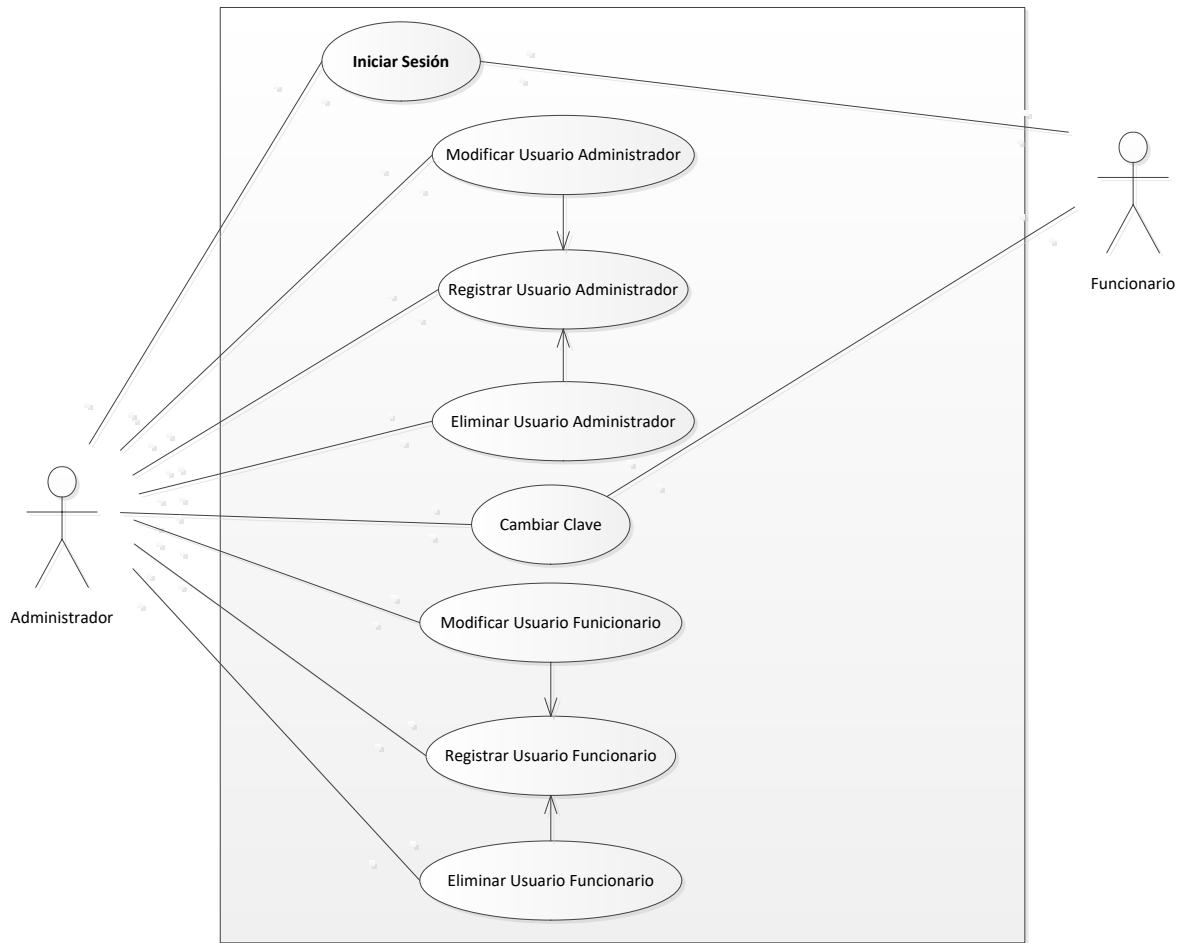 Iniciar Sesión
Modificar Usuario Administrador
Registrar Usuario Administrador
Funcionario
Eliminar Usuario Administrador
Cambiar Clave
Administrador
Modificar Usuario Funicionario
Registrar Usuario Funcionario
Eliminar Usuario Funcionario